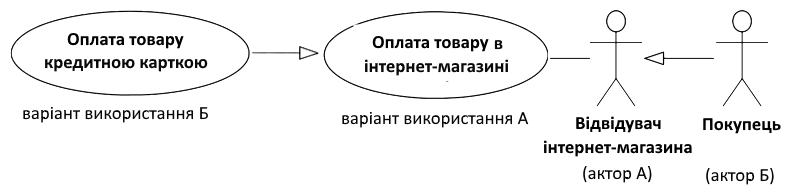 Оплата товару
кредитною карткою
варіант використання Б
Оплата товару в
інтернет-магазині
варіант використання А
Відвідувач
інтернет-магазина
(актор А)
Покупець
(актор Б)